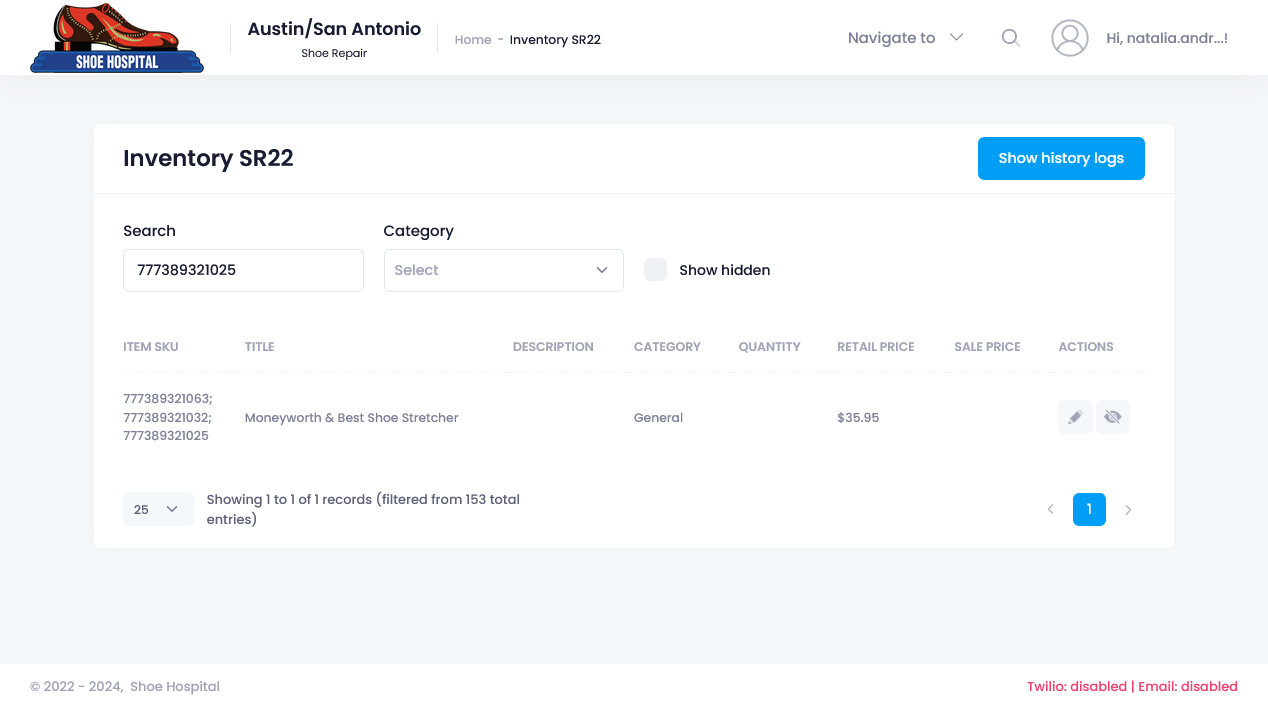 SHOE HOSPITAL
Austin/San Antonio
Shoe Repair
Home - Inventory SR22
Navigate to
Hi, natalia.andr...!
Inventory SR22
Show history logs
Search
Category
777389321025
Select
Show hidden
ITEM SKU TITLE DESCRIPTION CATEGORY QUANTITY RETAIL PRICE SALE PRICE ACTIONS
777389321063;
777389321032;
777389321025
Moneyworth & Best Shoe Stretcher
General
$35.95
25
Showing 1 to 1 of 1 records (filtered from 153 total
entries)
1
© 2022 - 2024, Shoe Hospital
Twilio: disabled | Email: disabled